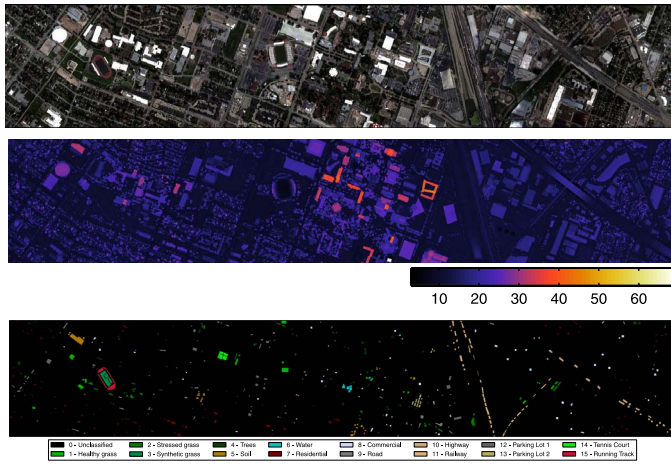 10 20 30 40 50 60
0 - Unclassified 2 - Stressed grass 4 - Trees 6 - Water 8 - Commercial 10 - Highway 12 - Parking Lot 1 14 - Tennis Court
1 - Healthy grass 3 - Synthetic grass 5 - Soil 7 - Residential 9 - Road 11 - Railway 13 - Parking Lot 2 15 - Running Track